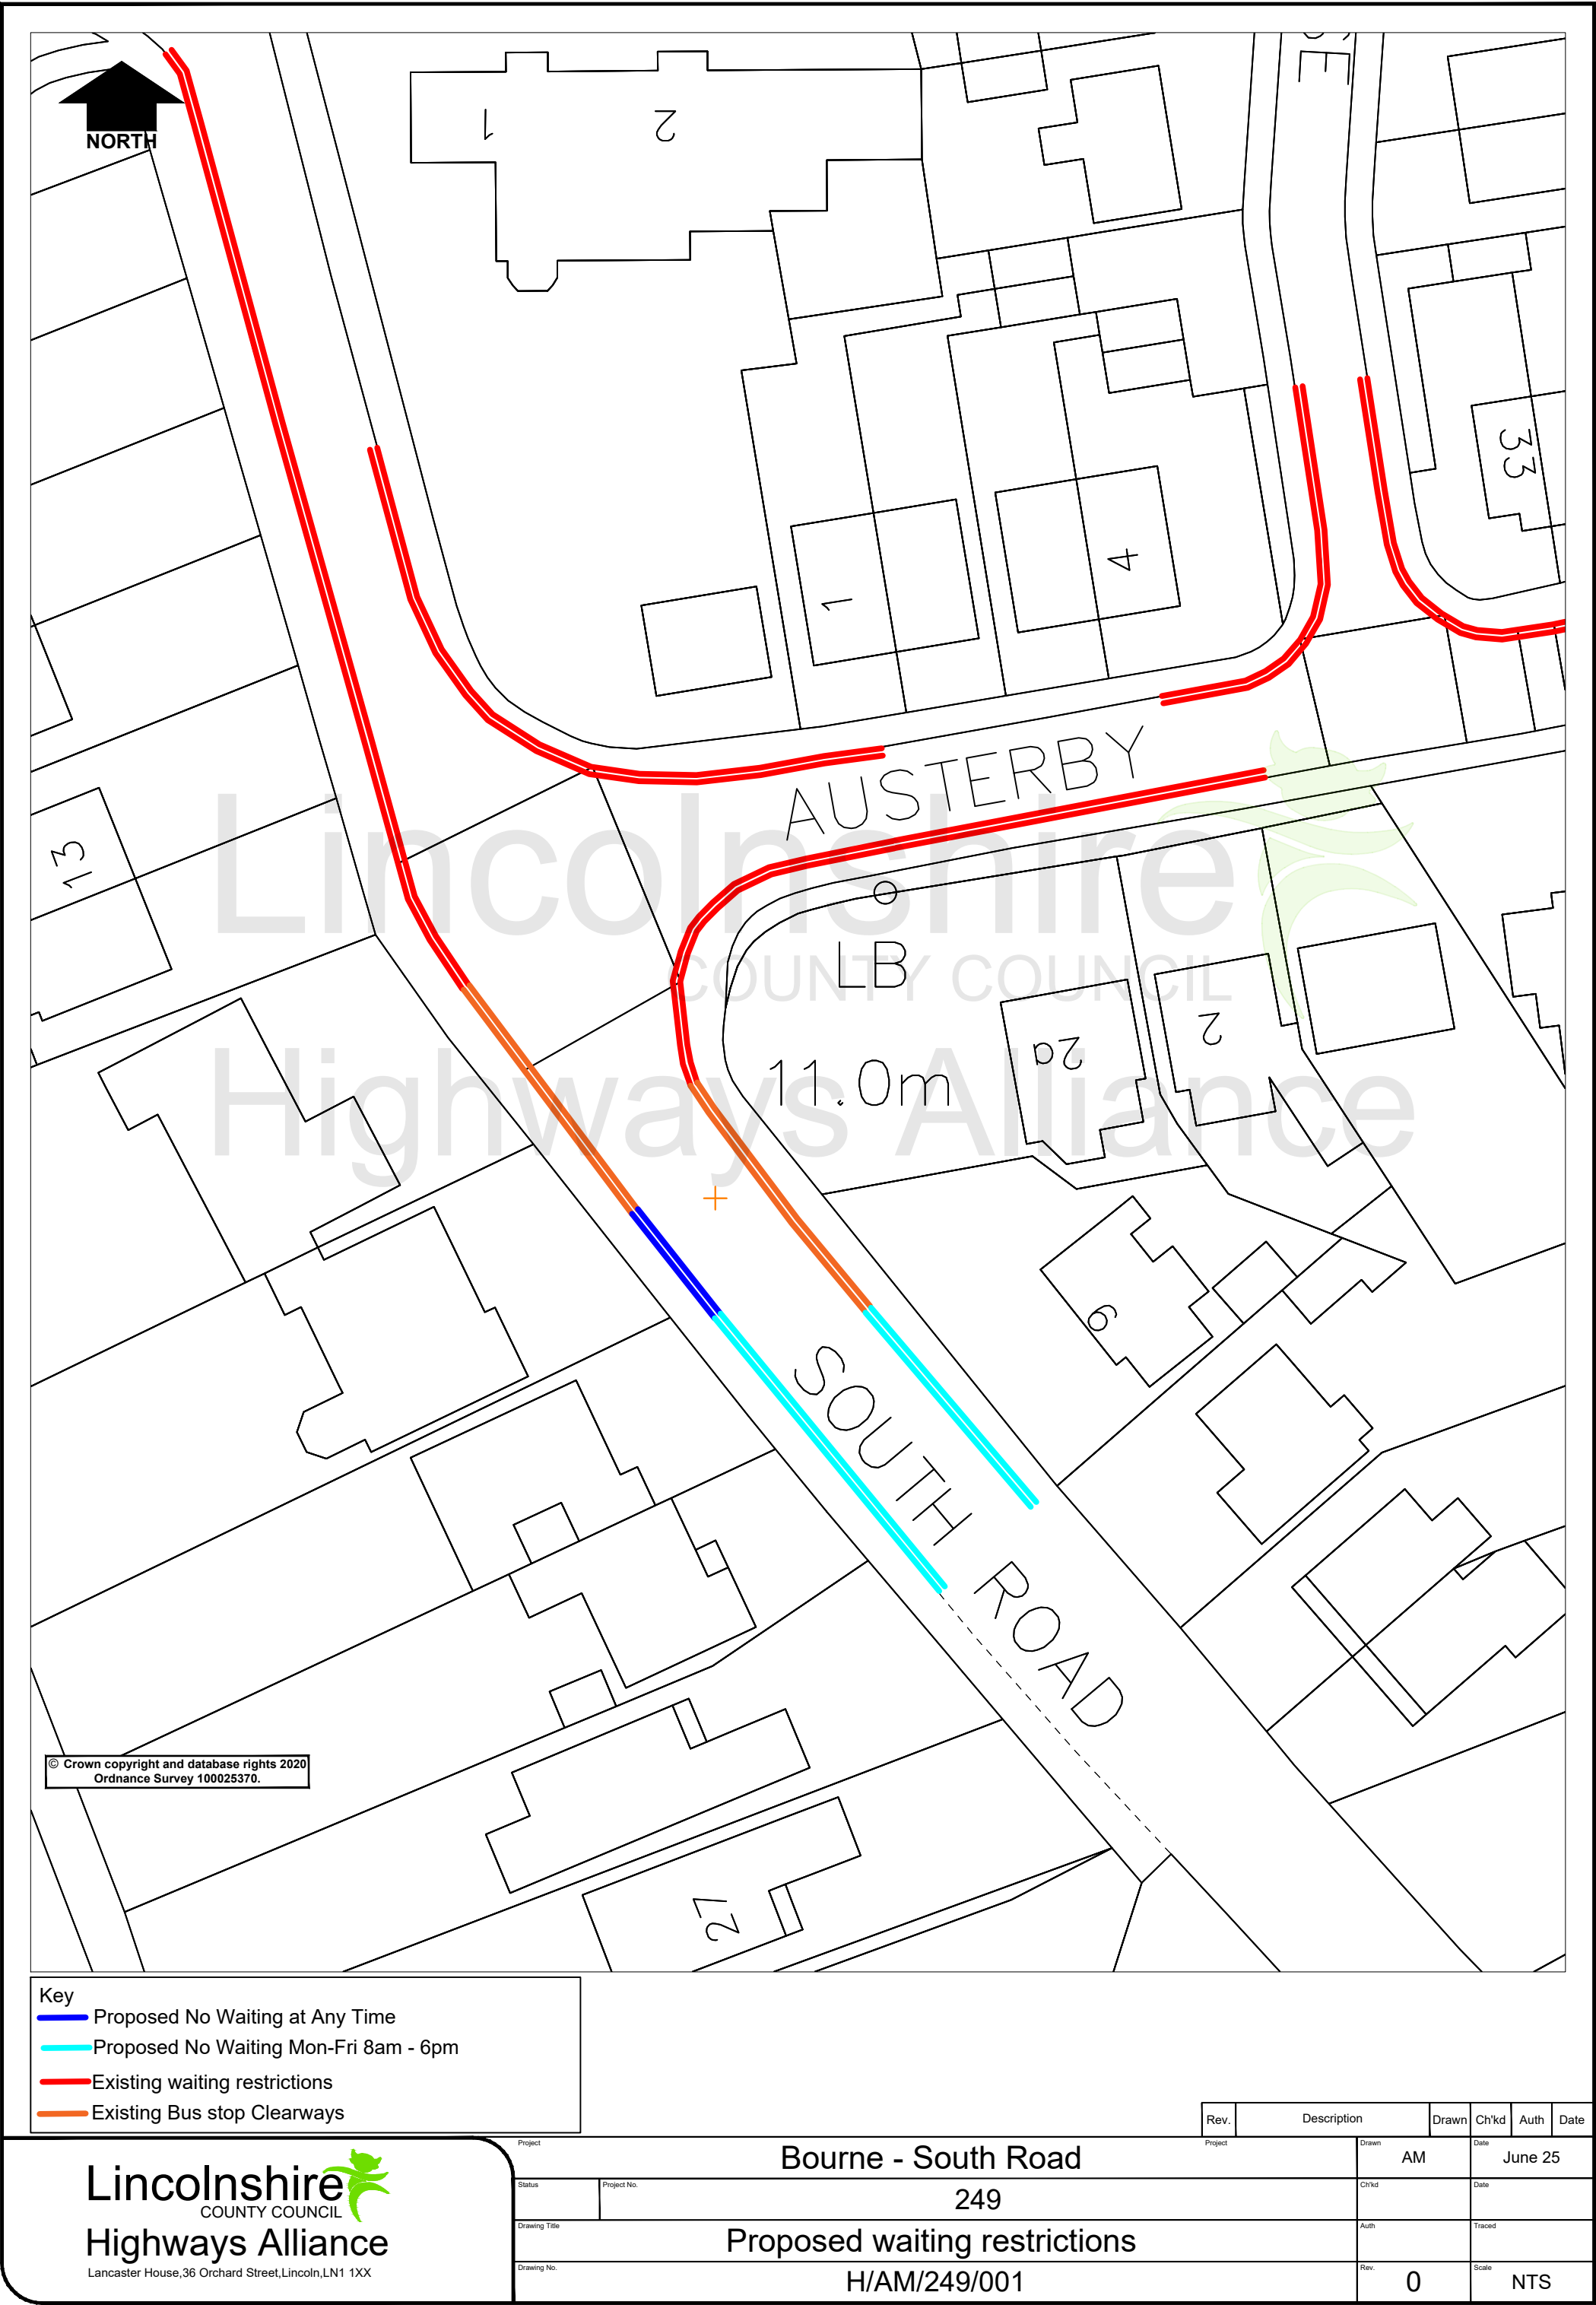 NORTH
1
2
SE
33
4
1
AUSTERBY
13
LB
11.0m
2a
2
6
SOUTH ROAD
27
Lincolnshire
COUNTY COUNCIL
Highways Alliance
© Crown copyright and database rights 2020
Ordnance Survey 100025370.
Key
Proposed No Waiting at Any Time
Proposed No Waiting Mon-Fri 8am - 6pm
Existing waiting restrictions
Existing Bus stop Clearways
Rev. Description Drawn Ch'kd Auth Date
Lincolnshire
COUNTY COUNCIL
Highways Alliance
Lancaster House,36 Orchard Street,Lincoln,LN1 1XX
Project Bourne - South Road Project
Drawn AM Date June 25
Status Project No. 249
Ch'kd Date
Drawing Title Proposed waiting restrictions
Auth Traced
Drawing No. H/AM/249/001
Rev. 0 Scale NTS